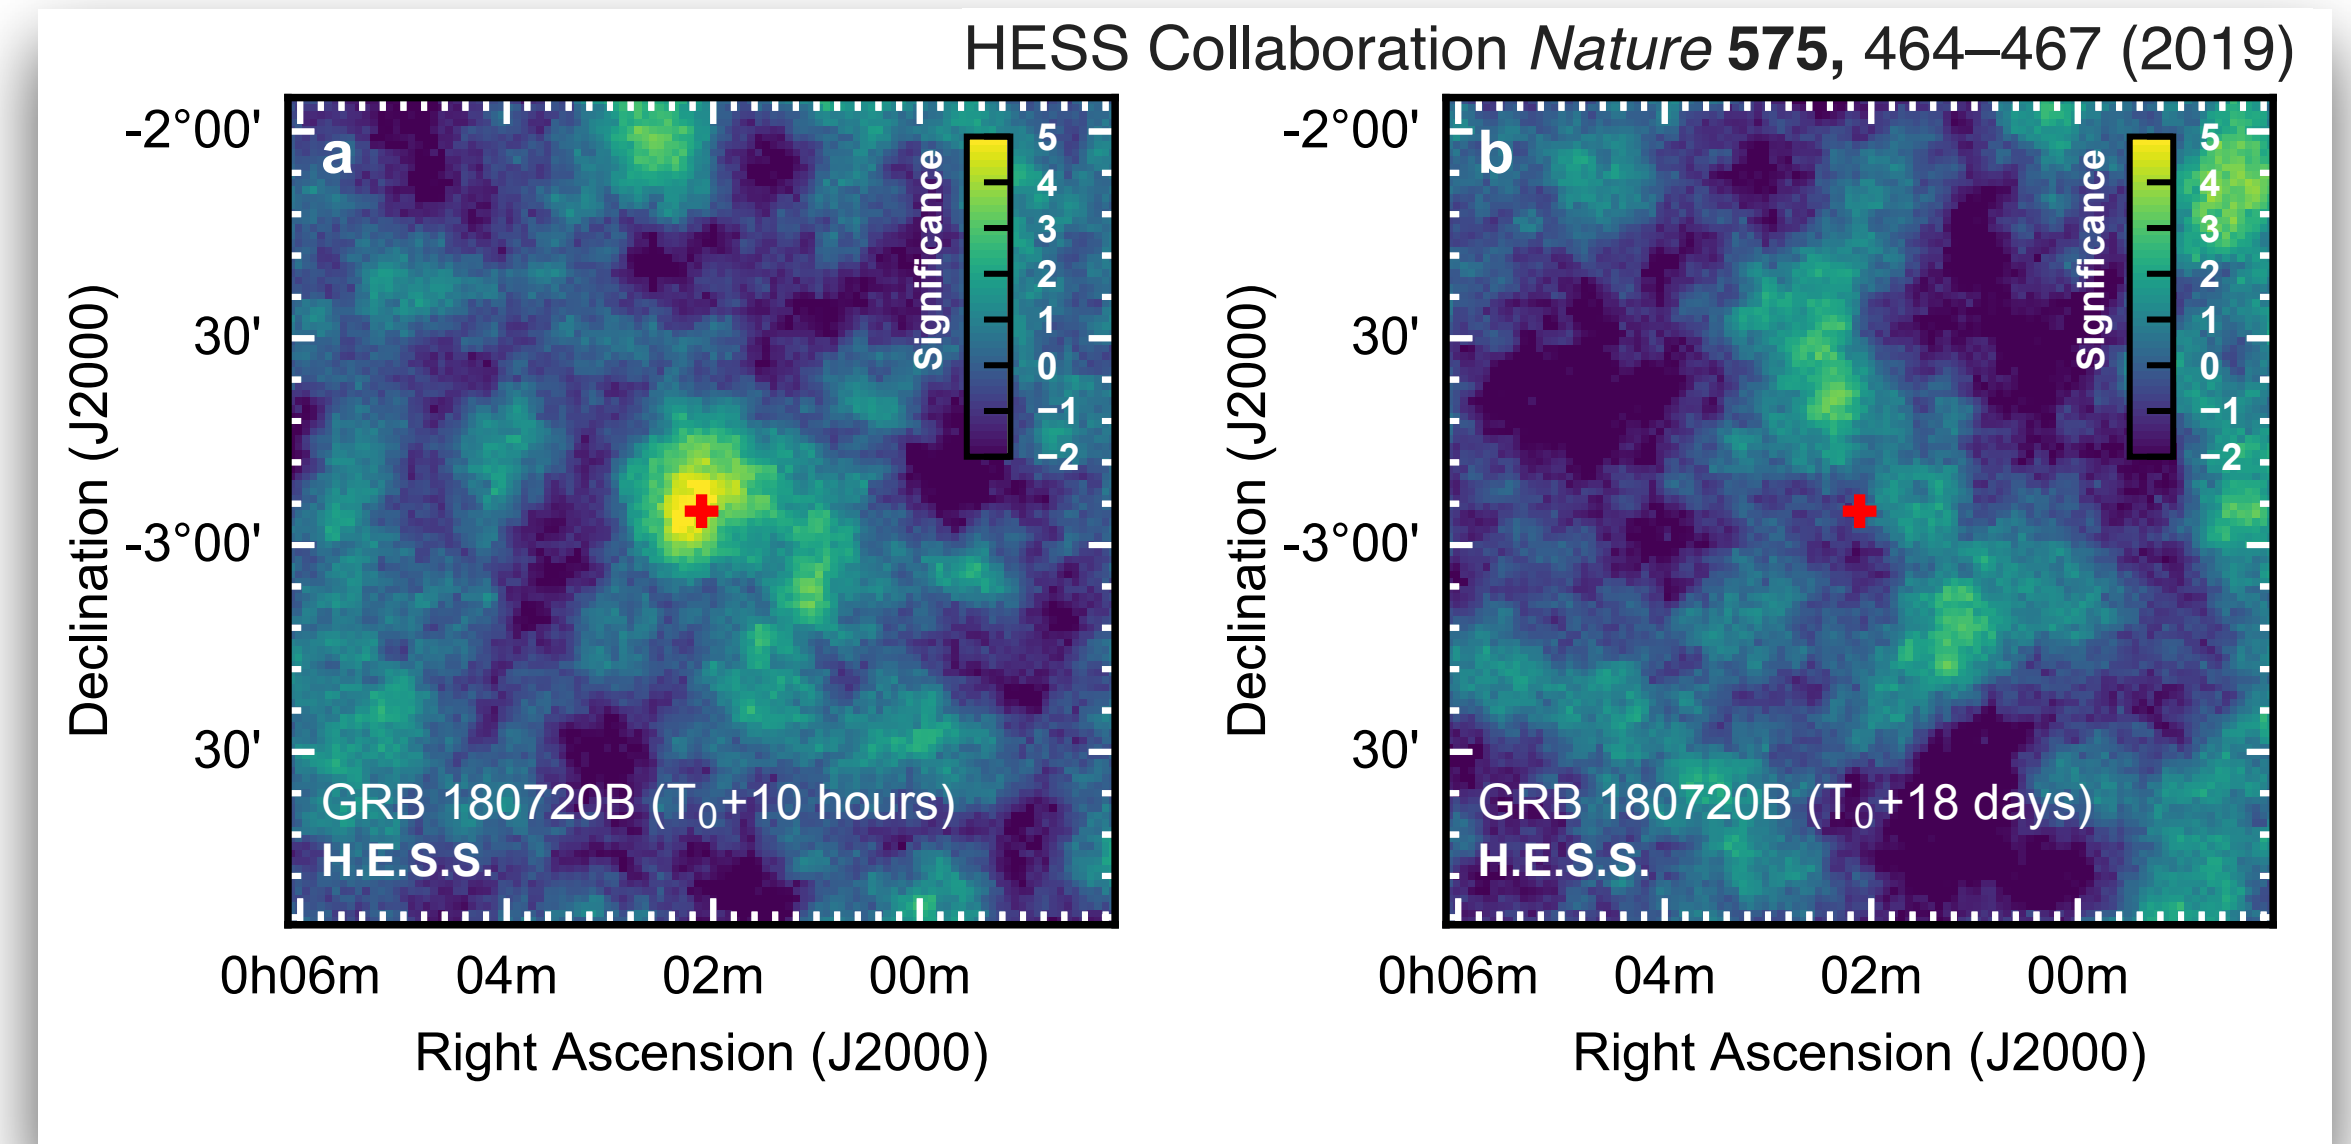 HESS Collaboration Nature 575, 464–467 (2019)
a
Significance
5
4
3
2
1
0
−1
−2
-2°00'
30'
-3°00'
30'
Declination (J2000)
GRB 180720B (T₀+10 hours)
H.E.S.S.
0h06m 04m 02m 00m
Right Ascension (J2000)
b
Significance
5
4
3
2
1
0
−1
−2
-2°00'
30'
-3°00'
30'
Declination (J2000)
GRB 180720B (T₀+18 days)
H.E.S.S.
0h06m 04m 02m 00m
Right Ascension (J2000)